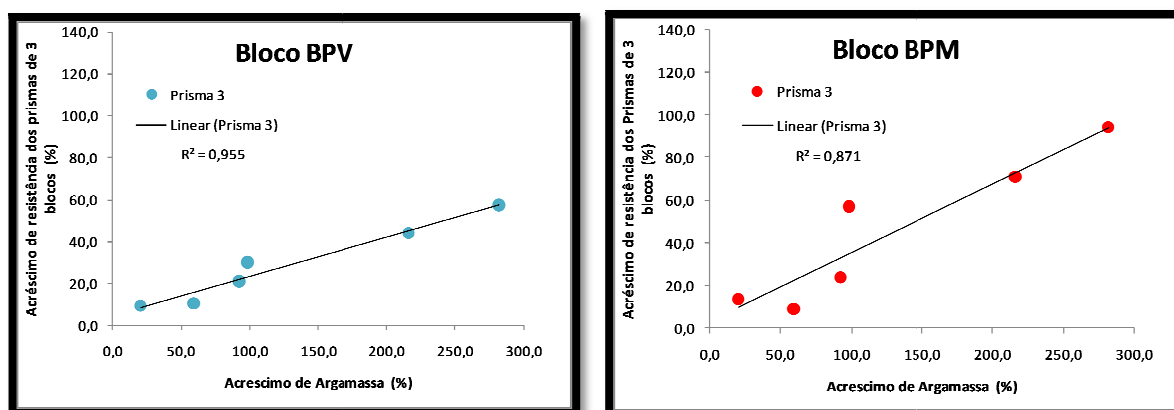 Bloco BPV
Acréscimo de resistência dos prismas de 3
blocos (%)
140,0
120,0
100,0
80,0
60,0
40,0
20,0
0,0
Prisma 3
Linear (Prisma 3)
R² = 0,955
0,0 50,0 100,0 150,0 200,0 250,0 300,0
Acrescimo de Argamassa (%)
Bloco BPM
Acréscimo de resistência dos Prismas de 3
blocos (%)
140,0
120,0
100,0
80,0
60,0
40,0
20,0
0,0
Prisma 3
Linear (Prisma 3)
R² = 0,871
0,0 50,0 100,0 150,0 200,0 250,0 300,0
Acrescimo de Argamassa (%)